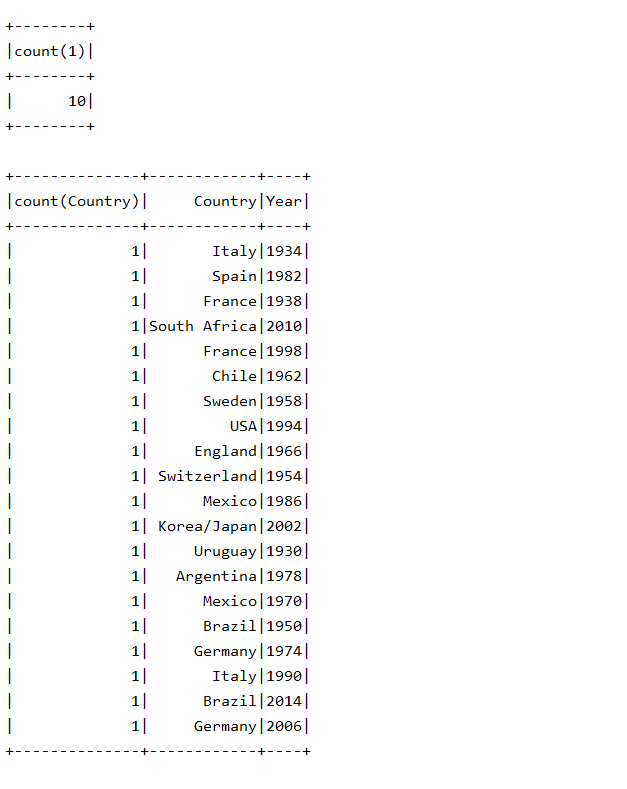 +--------+
|count(1)|
+--------+
|      10|
+--------+

+--------------+------------+----+
|count(Country)|     Country|Year|
+--------------+------------+----+
|             1|       Italy|1934|
|             1|       Spain|1982|
|             1|      France|1938|
|             1|South Africa|2010|
|             1|      France|1998|
|             1|       Chile|1962|
|             1|      Sweden|1958|
|             1|         USA|1994|
|             1|     England|1966|
|             1| Switzerland|1954|
|             1|      Mexico|1986|
|             1| Korea/Japan|2002|
|             1|     Uruguay|1930|
|             1|   Argentina|1978|
|             1|      Mexico|1970|
|             1|      Brazil|1950|
|             1|     Germany|1974|
|             1|       Italy|1990|
|             1|      Brazil|2014|
|             1|     Germany|2006|
+--------------+------------+----+